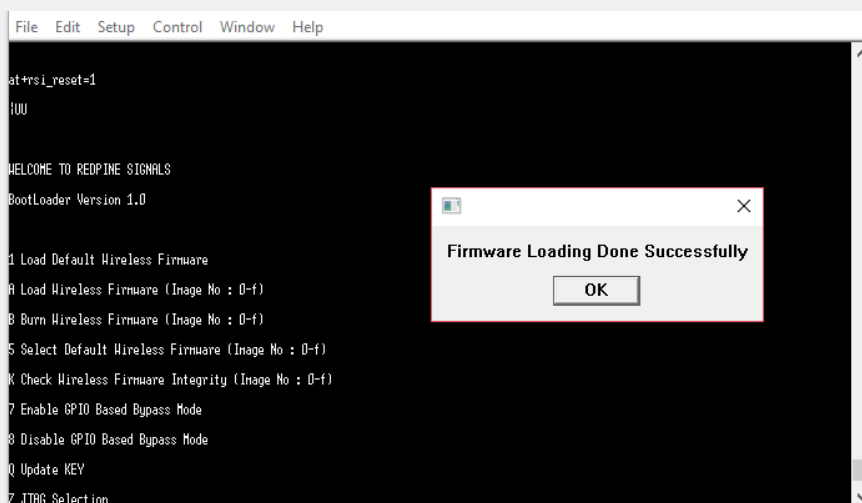 File Edit Setup Control Window Help
at+rsi_reset=1
¦UU
WELCOME TO REDPINE SIGNALS
BootLoader Version 1.0
1 Load Default Wireless Firmware
A Load Wireless Firmware (Image No : 0-f)
B Burn Wireless Firmware (Image No : 0-f)
5 Select Default Wireless Firmware (Image No : 0-f)
K Check Wireless Firmware Integrity (Image No : 0-f)
7 Enable GPIO Based Bypass Mode
8 Disable GPIO Based Bypass Mode
Q Update KEY
Z JTAG Selection
Firmware Loading Done Successfully
OK